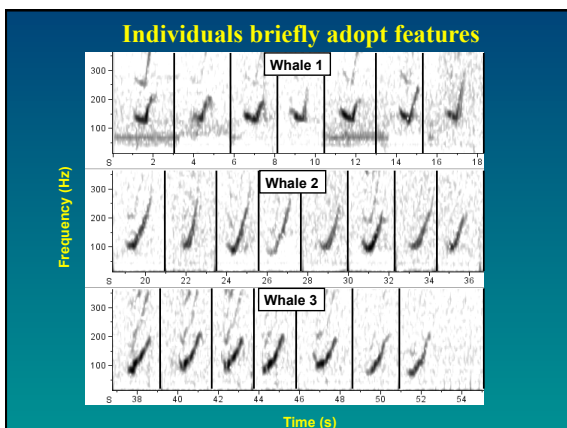 Individuals briefly adopt features
Whale 1
300
200
100
S 2 4 6 8 10 12 14 16 18
Whale 2
300
200
100
S 20 22 24 26 28 30 32 34 36
Whale 3
300
200
100
S 38 40 42 44 46 48 50 52 54
Frequency (Hz)
Time (s)